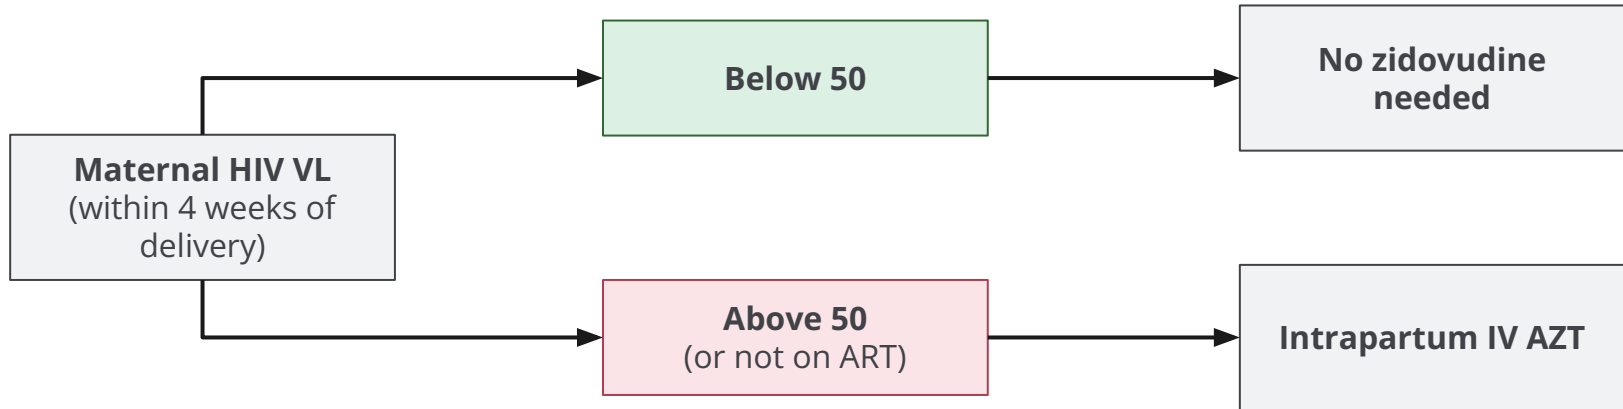 Maternal HIV VL
(within 4 weeks of
delivery)
Below 50
No zidovudine
needed
Above 50
(or not on ART)
Intrapartum IV AZT